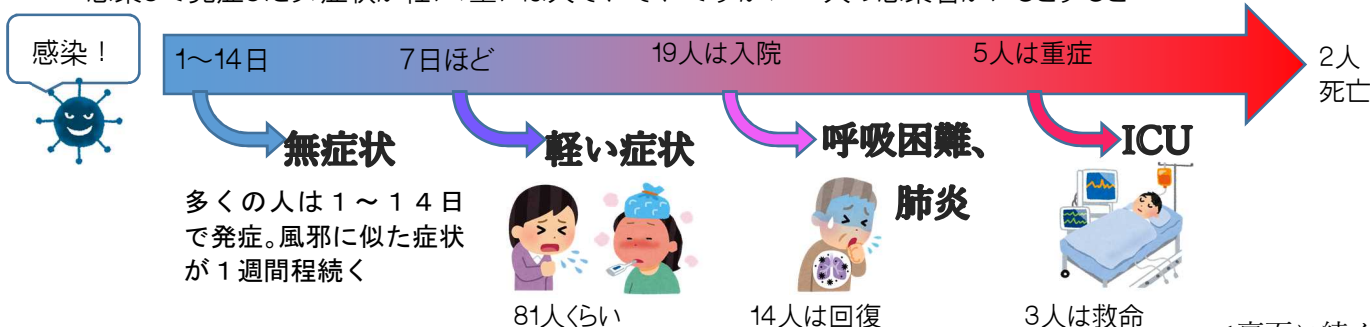 感染！
1～14日
7日ほど
19人は入院
5人は重症
2人
死亡
無症状
軽い症状
呼吸困難、
肺炎
ICU
多くの人は１～１４日
で発症。風邪に似た症状
が１週間程続く
81人くらい
14人は回復
3人は救命